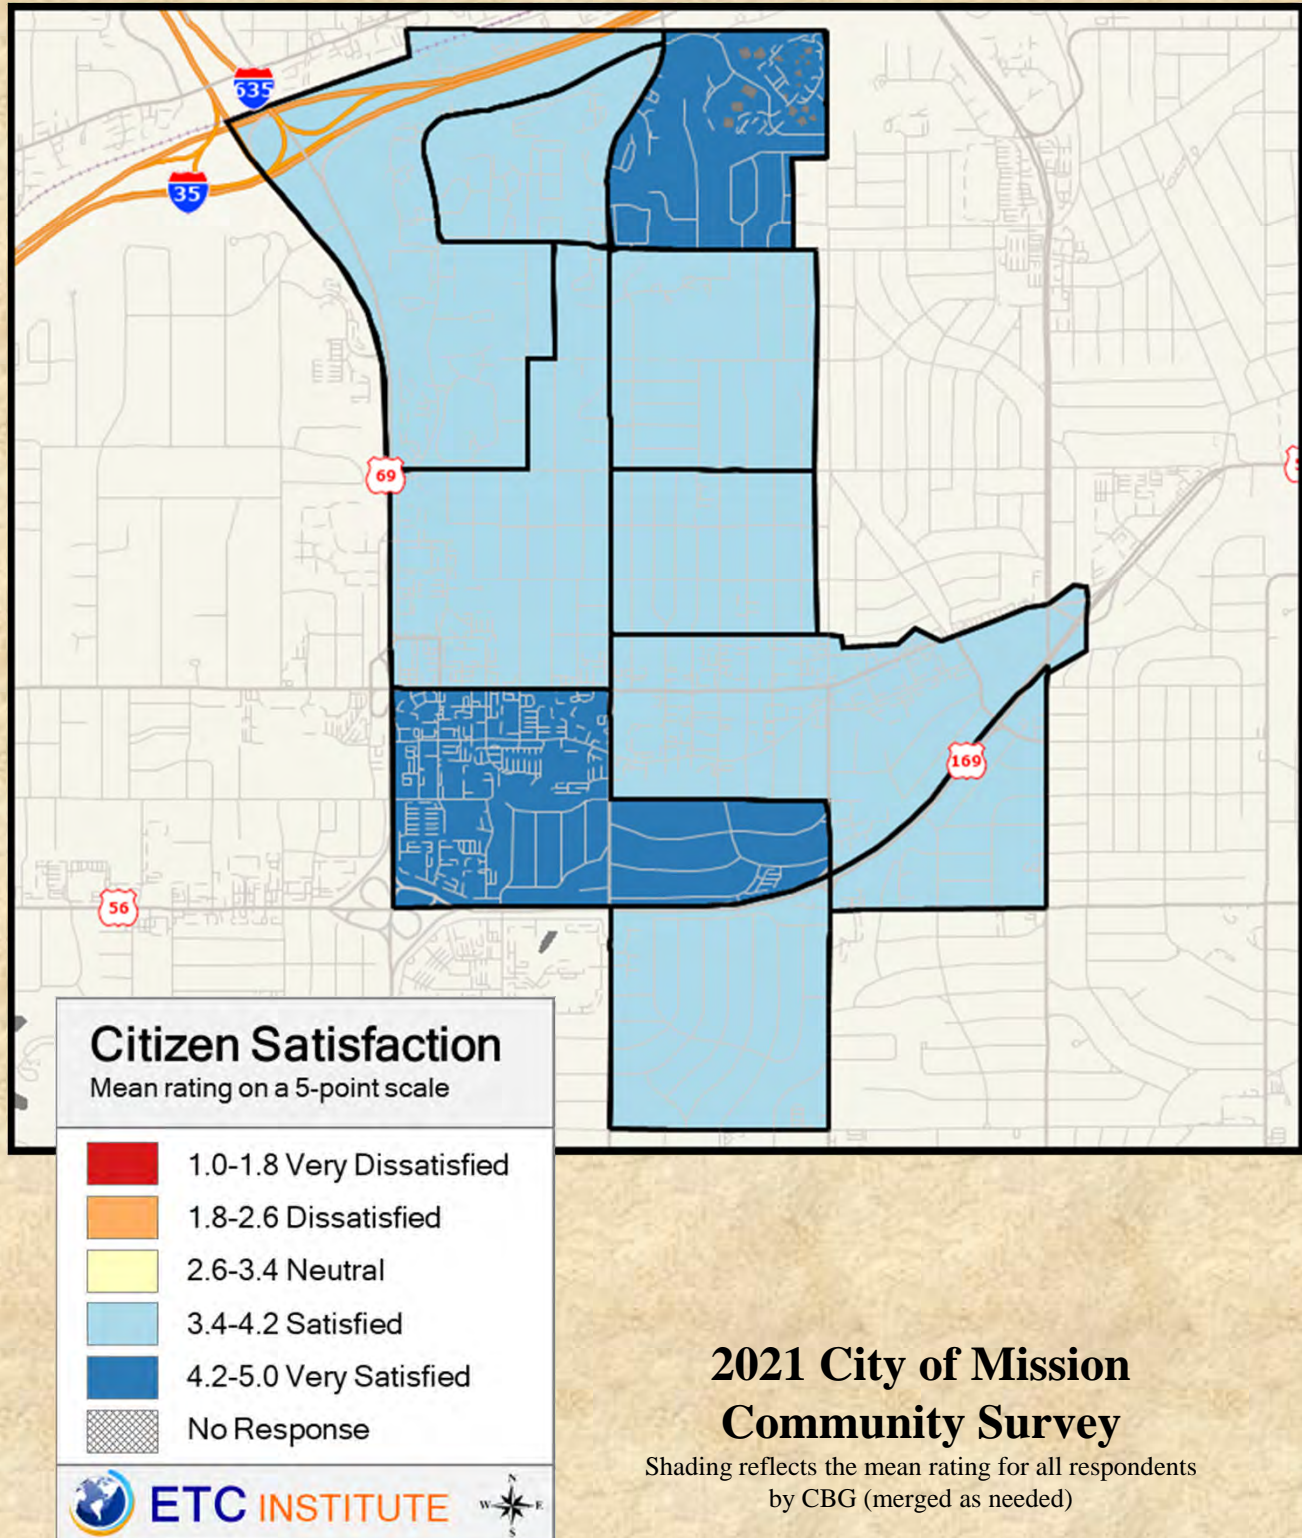 635
35
69
169
56
Citizen Satisfaction
Mean rating on a 5-point scale
1.0-1.8 Very Dissatisfied
1.8-2.6 Dissatisfied
2.6-3.4 Neutral
3.4-4.2 Satisfied
4.2-5.0 Very Satisfied
No Response
ETC INSTITUTE
N
W E
S
2021 City of Mission
Community Survey
Shading reflects the mean rating for all respondents
by CBG (merged as needed)